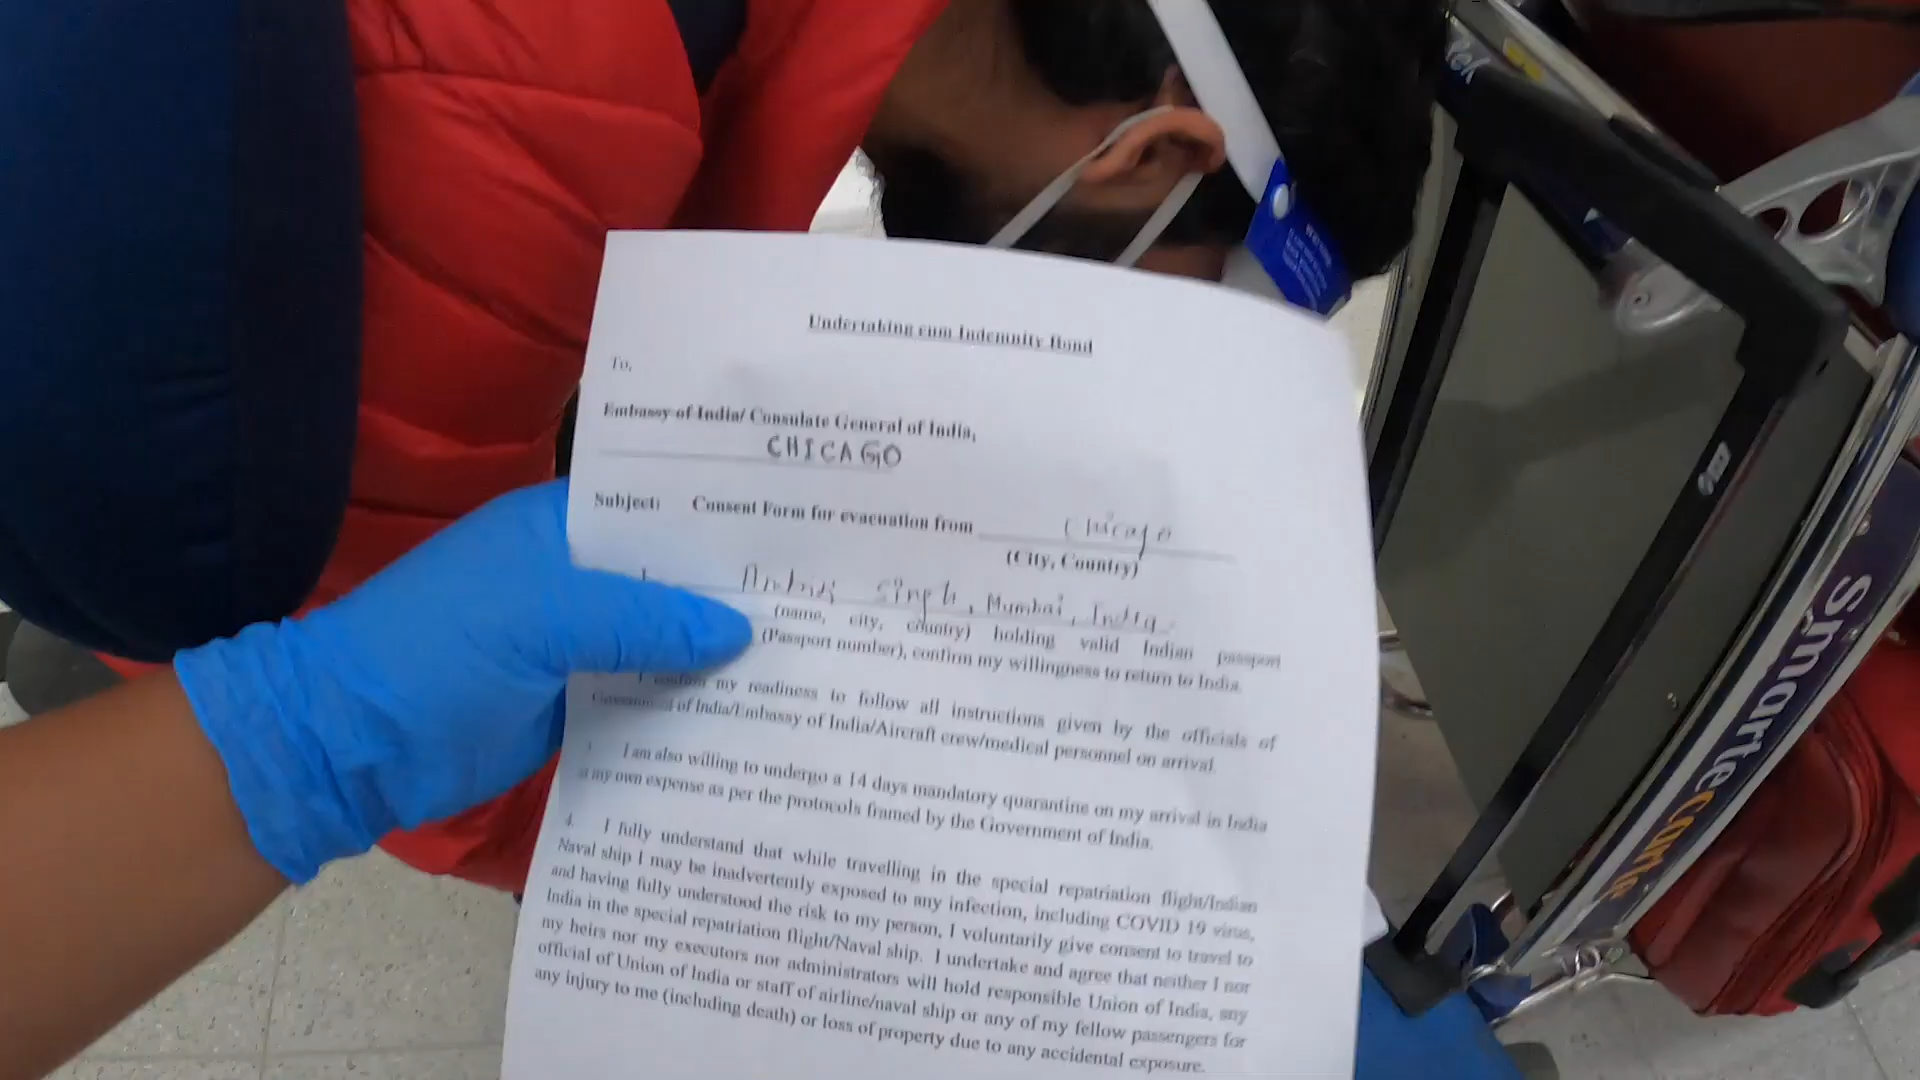 Undertaking cum Indemnity Bond
To,
Embassy of India/ Consulate General of India,
CHICAGO
Subject: Consent Form for evacuation from Chicago
(City, Country)
I Singh, Mumbai, India.
(name, city, country) holding valid Indian passport
(Passport number), confirm my willingness to return to India.
I confirm my readiness to follow all instructions given by the officials of
Government of India/Embassy of India/Aircraft crew/medical personnel on arrival.
I am also willing to undergo a 14 days mandatory quarantine on my arrival in India
at my own expense as per the protocols framed by the Government of India.
4. I fully understand that while travelling in the special repatriation flight/Indian
Naval ship I may be inadvertently exposed to any infection, including COVID 19 virus,
and having fully understood the risk to my person, I voluntarily give consent to travel to
India in the special repatriation flight/Naval ship. I undertake and agree that neither I nor
my heirs nor my executors nor administrators will hold responsible Union of India, any
official of Union of India or staff of airline/naval ship or any of my fellow passengers for
any injury to me (including death) or loss of property due to any accidental exposure.
Smarte Carte